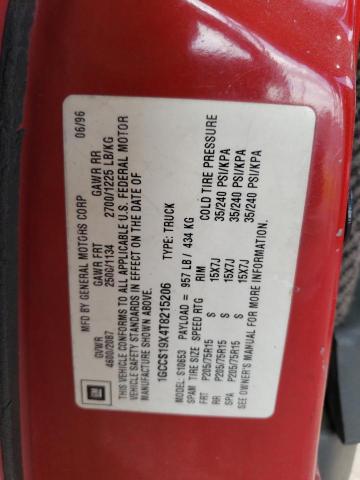 GM
MFD BY GENERAL MOTORS CORP 06/96
GVWR GAWR FRT GAWR RR
4600/2087 2500/1134 2700/1225 LB/KG
THIS VEHICLE CONFORMS TO ALL APPLICABLE U.S. FEDERAL MOTOR
VEHICLE SAFETY STANDARDS IN EFFECT ON THE DATE OF
MANUFACTURE SHOWN ABOVE.
1GCCS19X4T8215206 TYPE: TRUCK
MODEL: S10653 PAYLOAD = 957 LB / 434 KG
SPAM TIRE SIZE SPEED RTG RIM COLD TIRE PRESSURE
FRT P205/75R15 S 15X7J 35/240 PSI/KPA
RR P205/75R15 S 15X7J 35/240 PSI/KPA
SPA P205/75R15 S 15X7J 35/240 PSI/KPA
SEE OWNER'S MANUAL FOR MORE INFORMATION.